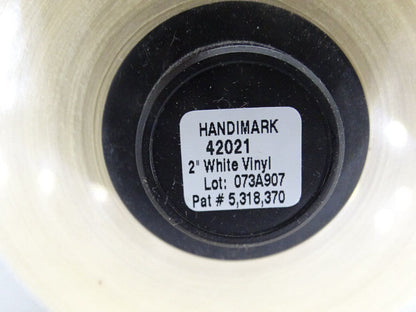 HANDIMARK
42021
2" White Vinyl
Lot: 073A907
Pat # 5,318,370